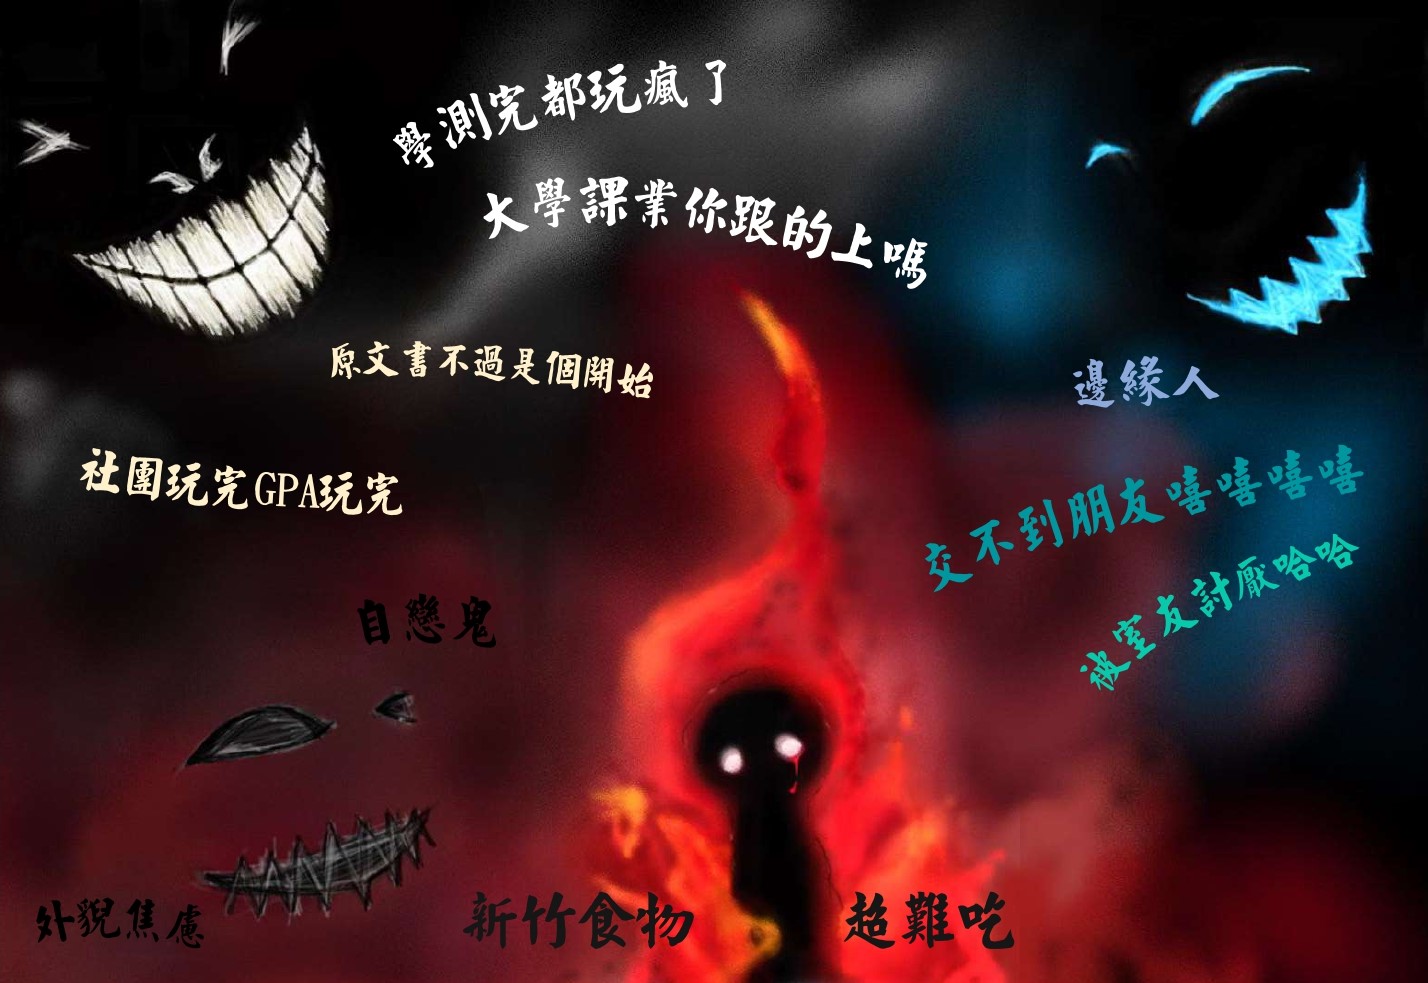 學測完都玩瘋了
大學課業你跟的上嗎
原文書不過是個開始
邊緣人
社團玩完GPA玩完
交不到朋友嘻嘻嘻嘻
被室友討厭哈哈
自戀鬼
外貌焦慮
新竹食物 超難吃